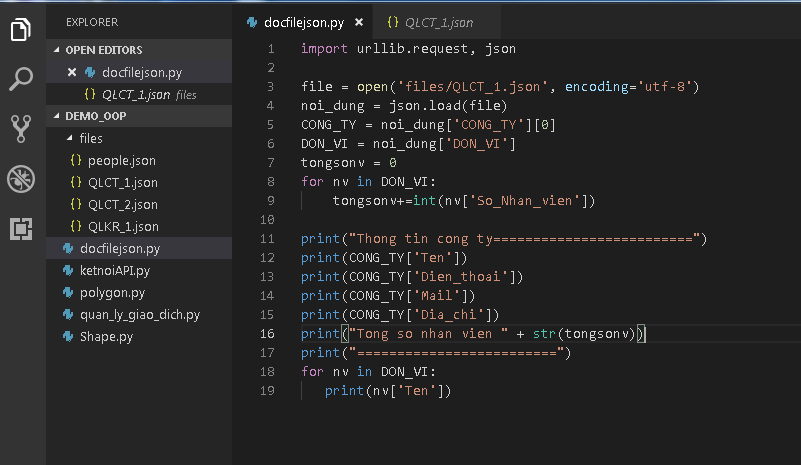 EXPLORER
OPEN EDITORS
docfilejson.py
QLCT_1.json files
DEMO_OOP
files
people.json
QLCT_1.json
QLCT_2.json
QLKR_1.json
docfilejson.py
ketnoiAPI.py
polygon.py
quan_ly_giao_dich.py
Shape.py
docfilejson.py QLCT_1.json
1 import urllib.request, json
2
3 file = open('files/QLCT_1.json', encoding='utf-8')
4 noi_dung = json.load(file)
5 CONG_TY = noi_dung['CONG_TY'][0]
6 DON_VI = noi_dung['DON_VI']
7 tongsonv = 0
8 for nv in DON_VI:
9 tongsonv+=int(nv['So_Nhan_vien'])
10
11 print("Thong tin cong ty=========================")
12 print(CONG_TY['Ten'])
13 print(CONG_TY['Dien_thoai'])
14 print(CONG_TY['Mail'])
15 print(CONG_TY['Dia_chi'])
16 print("Tong so nhan vien " + str(tongsonv))
17 print("=========================")
18 for nv in DON_VI:
19 print(nv['Ten'])